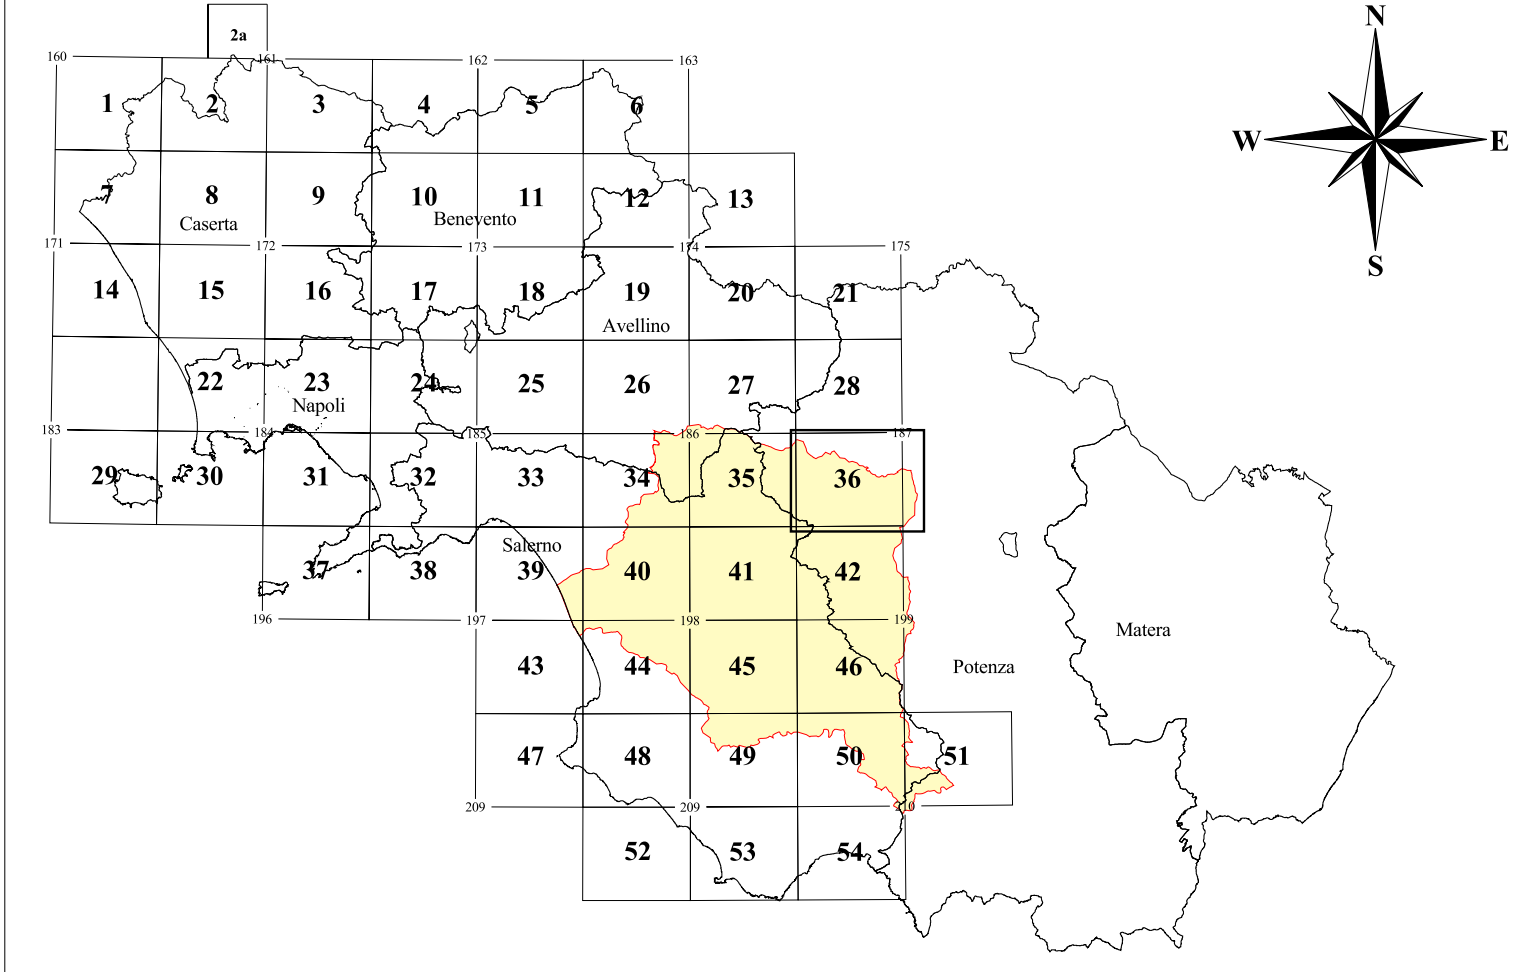 N
2a
160 161 162 163
1 2 3 4 5 6
W E
7 8 9 10 11 12 13
Caserta Benevento
171 172 173 174 175
S
14 15 16 17 18 19 20 21
Avellino
22 23 24 25 26 27 28
Napoli
183 184 185 186 187
29 30 31 32 33 34 35 36
Salerno
37 38 39 40 41 42
196 197 198 199
Matera
43 44 45 46 Potenza
47 48 49 50 51
209 209 210
52 53 54